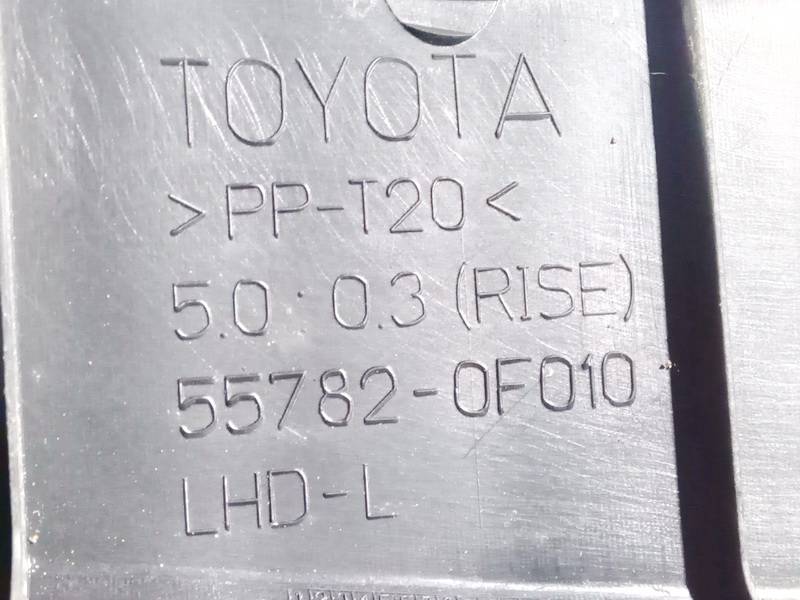 TOYOTA
>PP-T20<
5.0 : 0.3 (RISE)
55782-0F010
LHD-L